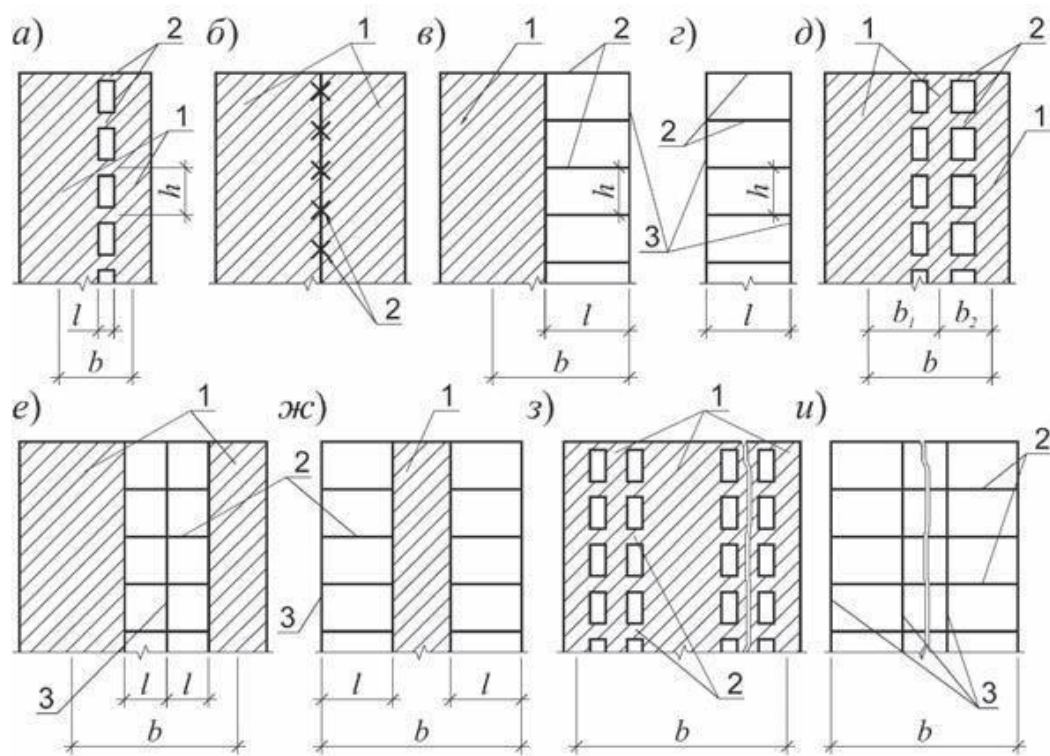 а) 2 б) 1 в) 1 2 г) д) 1 2
1 2 1
h h 3 h
2
l l l b₁ b₂
b b b
е) 1 ж) 1 з) 1 и) 2
2
3
3 l l l l 2 3
b b b b